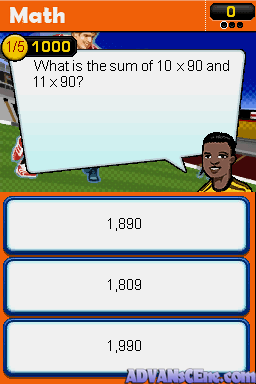 Math
0
1/5 1000
What is the sum of 10 x 90 and
11 x 90?
1,890
1,809
1,990
ADVANSCENE.com